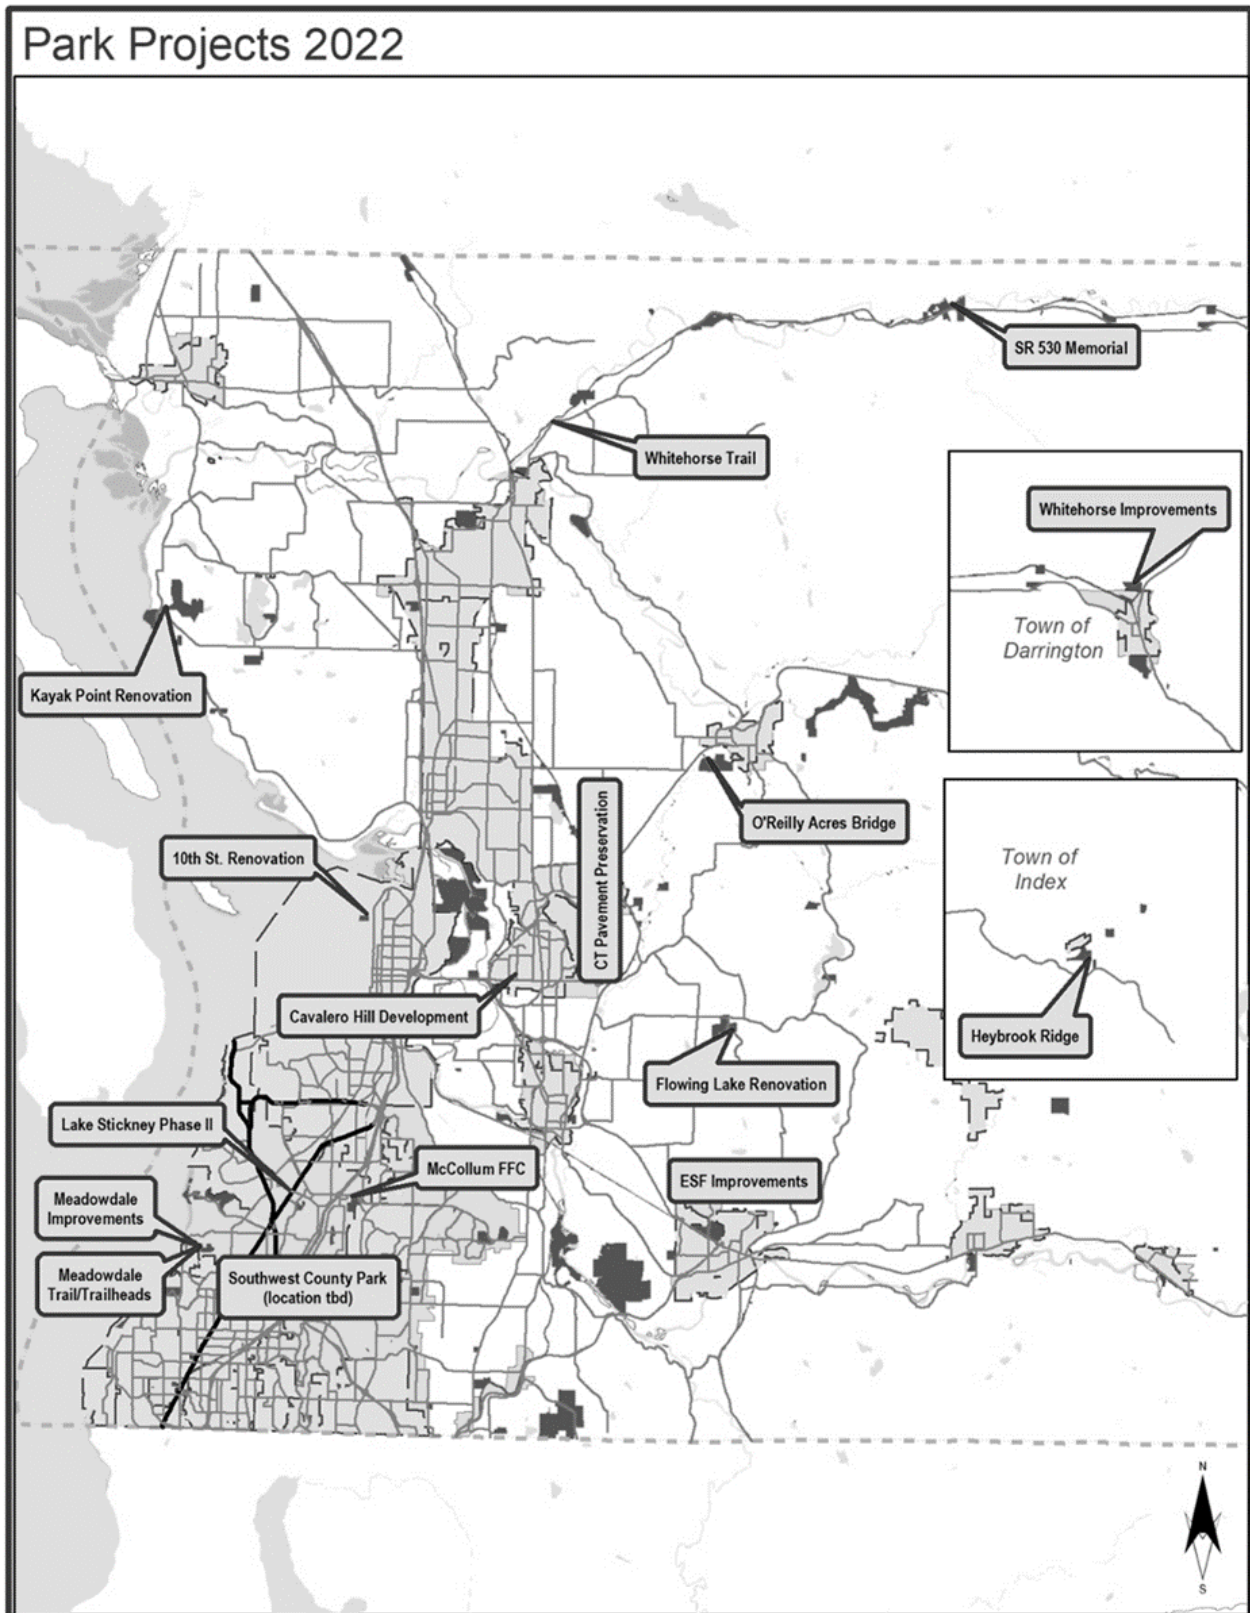 Park Projects 2022
SR 530 Memorial
Whitehorse Trail
Whitehorse Improvements
Town of
Darrington
Kayak Point Renovation
O'Reilly Acres Bridge
CT Pavement Preservation
10th St. Renovation
Town of
Index
Cavalero Hill Development
Heybrook Ridge
Flowing Lake Renovation
Lake Stickney Phase II
McCollum FFC
ESF Improvements
Meadowdale
Improvements
Meadowdale
Trail/Trailheads
Southwest County Park
(location tbd)
N
S